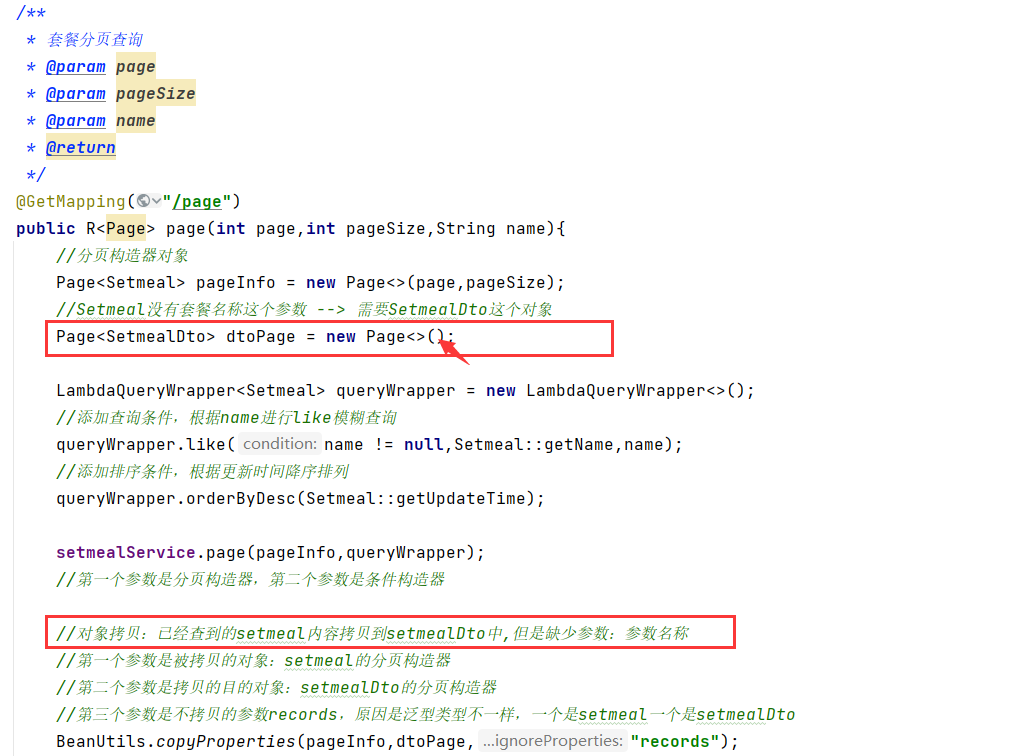 /**
* 套餐分页查询
* @param page
* @param pageSize
* @param name
* @return
*/
@GetMapping("/page")
public R<Page> page(int page,int pageSize,String name){
//分页构造器对象
Page<Setmeal> pageInfo = new Page<>(page,pageSize);
//Setmeal没有套餐名称这个参数 --> 需要SetmealDto这个对象
Page<SetmealDto> dtoPage = new Page<>();
LambdaQueryWrapper<Setmeal> queryWrapper = new LambdaQueryWrapper<>();
//添加查询条件，根据name进行like模糊查询
queryWrapper.like( condition: name != null,Setmeal::getName,name);
//添加排序条件，根据更新时间降序排列
queryWrapper.orderByDesc(Setmeal::getUpdateTime);
setmealService.page(pageInfo,queryWrapper);
//第一个参数是分页构造器，第二个参数是条件构造器
//对象拷贝：已经查到的setmeal内容拷贝到setmealDto中,但是缺少参数：参数名称
//第一个参数是被拷贝的对象：setmeal的分页构造器
//第二个参数是拷贝的目的对象：setmealDto的分页构造器
//第三个参数是不拷贝的参数records，原因是泛型类型不一样，一个是setmeal一个是setmealDto
BeanUtils.copyProperties(pageInfo,dtoPage, ...ignoreProperties: "records");